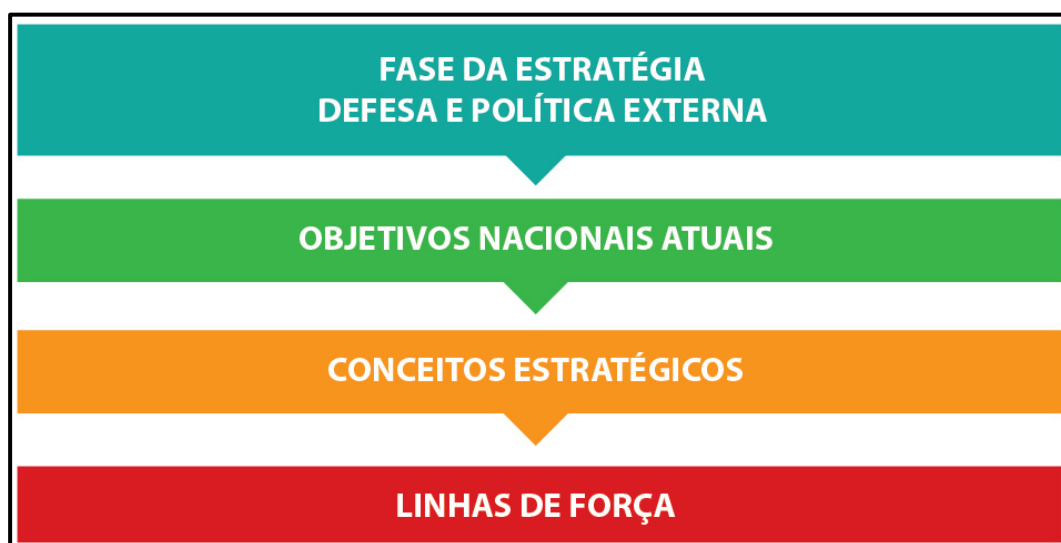 FASE DA ESTRATÉGIA
DEFESA E POLÍTICA EXTERNA
OBJETIVOS NACIONAIS ATUAIS
CONCEITOS ESTRATÉGICOS
LINHAS DE FORÇA